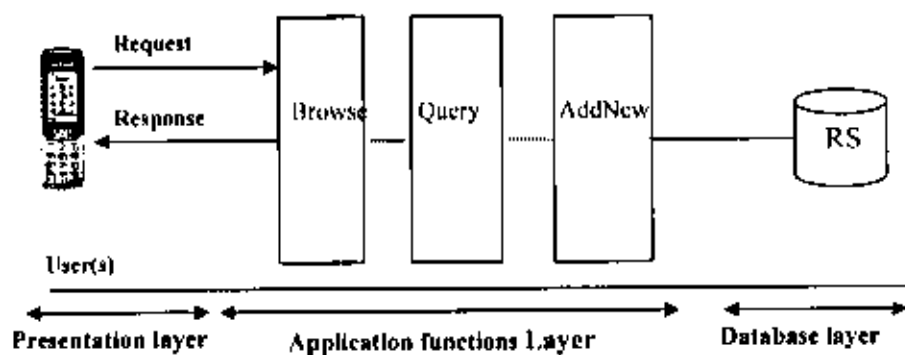 Request
Response
Browse
Query
AddNew
RS
User(s)
Presentation layer
Application functions Layer
Database layer